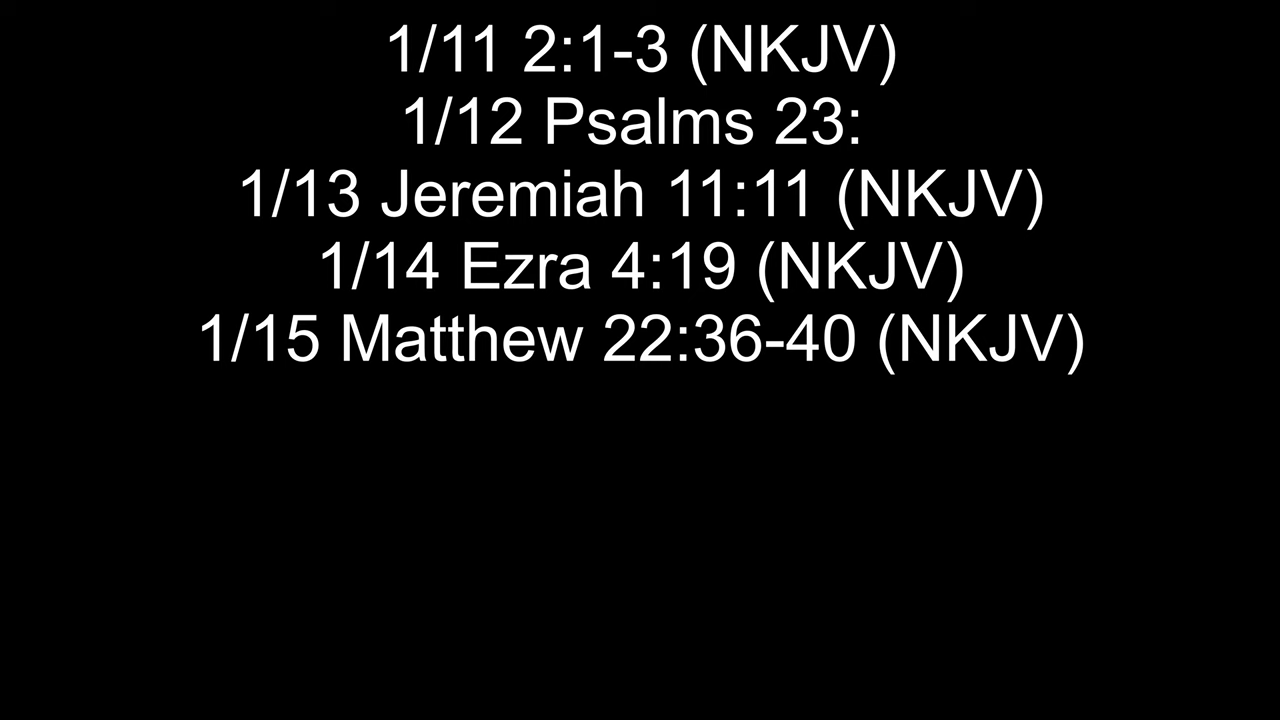 1/11 2:1-3 (NKJV)
1/12 Psalms 23:
1/13 Jeremiah 11:11 (NKJV)
1/14 Ezra 4:19 (NKJV)
1/15 Matthew 22:36-40 (NKJV)